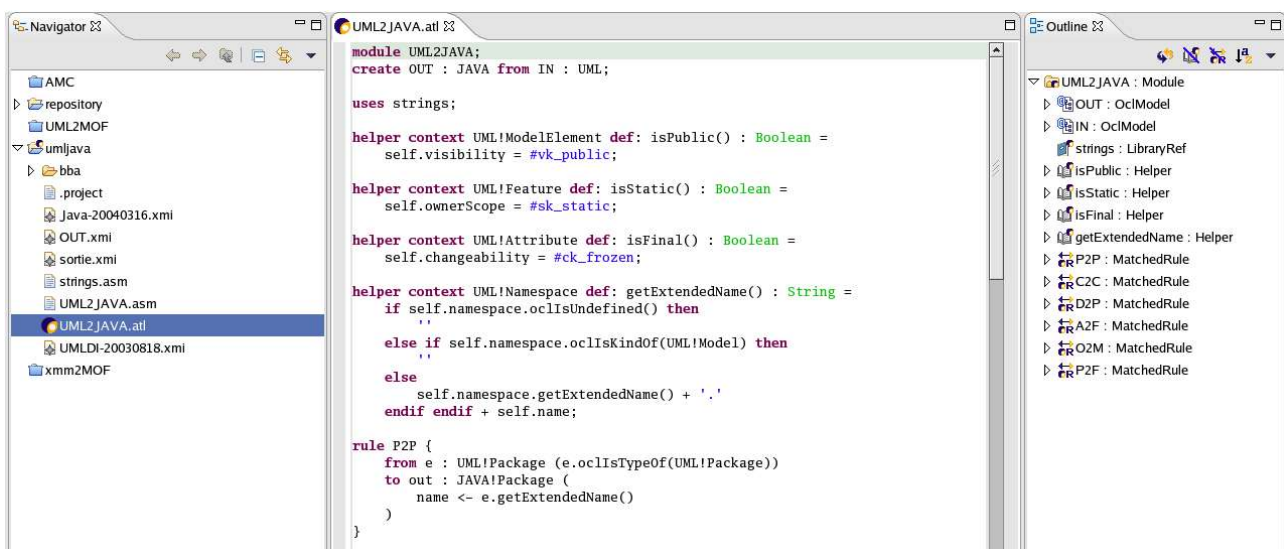 Navigator
AMC
repository
UML2MOF
umljava
bba
.project
Java-20040316.xmi
OUT.xmi
sortie.xmi
strings.asm
UML2JAVA.asm
UML2JAVA.atl
UMLDI-20030818.xmi
xmm2MOF
UML2JAVA.atl
module UML2JAVA;
create OUT : JAVA from IN : UML;
uses strings;
helper context UML!ModelElement def: isPublic() : Boolean =
self.visibility = #vk_public;
helper context UML!Feature def: isStatic() : Boolean =
self.ownerScope = #sk_static;
helper context UML!Attribute def: isFinal() : Boolean =
self.changeability = #ck_frozen;
helper context UML!Namespace def: getExtendedName() : String =
if self.namespace.oclIsUndefined() then
''
else if self.namespace.oclIsKindOf(UML!Model) then
''
else
self.namespace.getExtendedName() + '.'
endif endif + self.name;
rule P2P {
from e : UML!Package (e.oclIsTypeOf(UML!Package))
to out : JAVA!Package (
name <- e.getExtendedName()
)
}
Outline
UML2JAVA : Module
OUT : OclModel
IN : OclModel
strings : LibraryRef
isPublic : Helper
isStatic : Helper
isFinal : Helper
getExtendedName : Helper
P2P : MatchedRule
C2C : MatchedRule
D2P : MatchedRule
A2F : MatchedRule
O2M : MatchedRule
P2F : MatchedRule